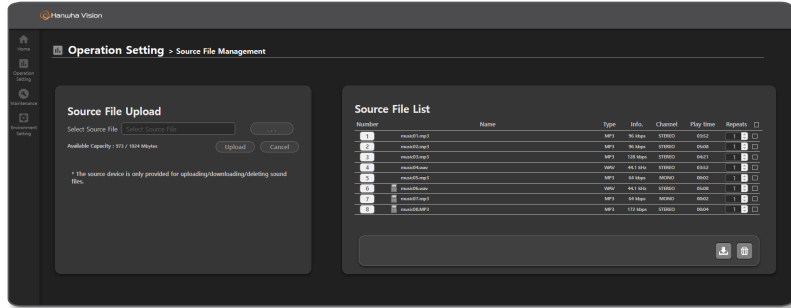 Hanwha Vision
Home
Operation Setting > Source File Management
Operation
Setting
Maintenance
Environment
Setting
Source File Upload
Select Source File Select Source File ...
Available Capacity : 973 / 1024 Mbytes Upload Cancel
* The source device is only provided for uploading/downloading/deleting sound
files.
Source File List
Number Name Type Info. Channel Play time Repeats
1 music01.mp3 MP3 96 kbps STEREO 03:52 1
2 music02.mp3 MP3 96 kbps STEREO 05:08 1
3 music03.mp3 MP3 128 kbps STEREO 04:21 1
4 music04.wav WAV 44.1 kHz STEREO 03:52 1
5 music05.mp3 MP3 64 kbps MONO 00:02 1
6 music06.wav WAV 44.1 kHz STEREO 05:08 1
7 music07.mp3 MP3 64 kbps MONO 00:02 1
8 music08.MP3 MP3 172 kbps STEREO 00:04 1